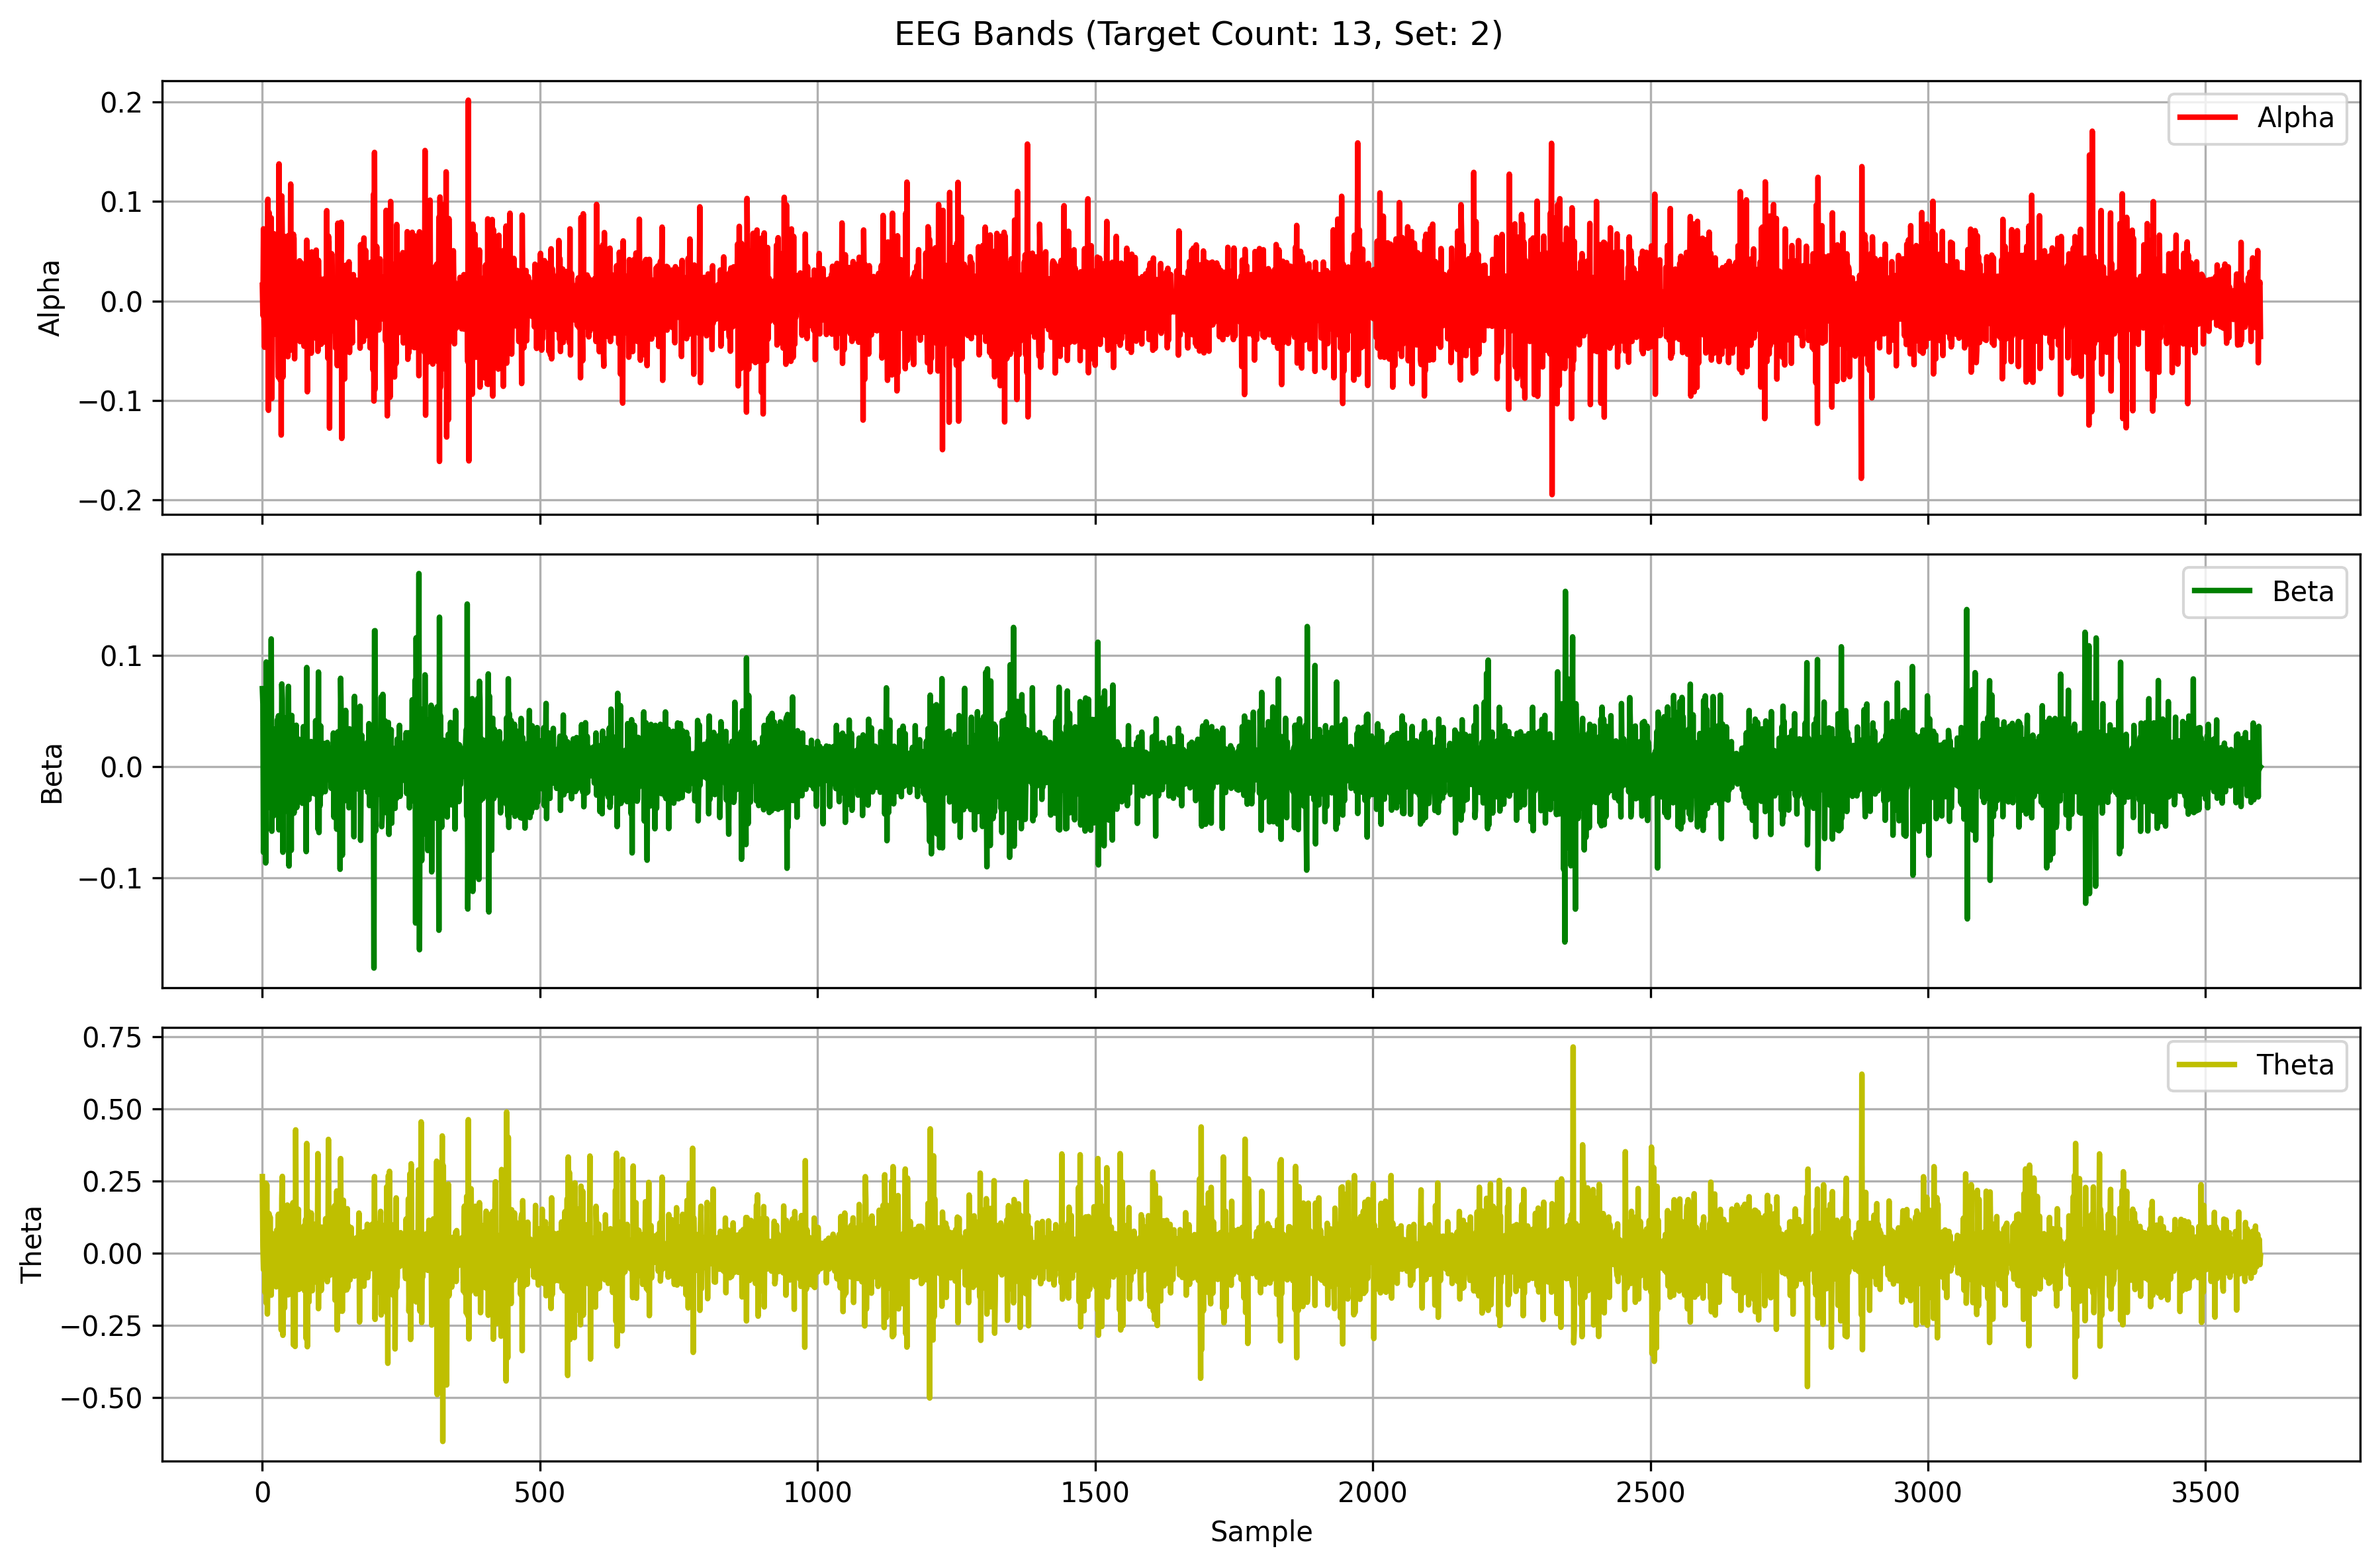 EEG Bands (Target Count: 13, Set: 2)
0.2
0.1
0.0
−0.1
−0.2
Alpha
Alpha
0.1
0.0
−0.1
Beta
Beta
0.75
0.50
0.25
0.00
−0.25
−0.50
Theta
Theta
0 500 1000 1500 2000 2500 3000 3500
Sample